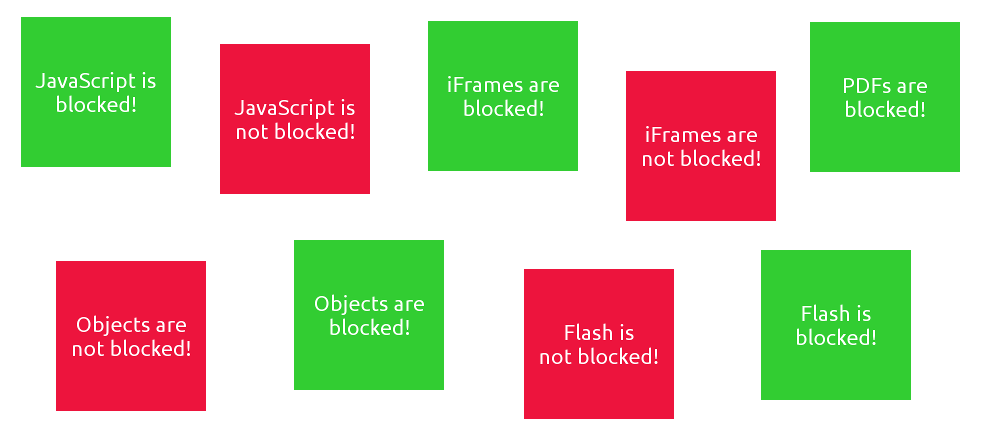 JavaScript is
blocked!
JavaScript is
not blocked!
iFrames are
blocked!
iFrames are
not blocked!
PDFs are
blocked!
Objects are
not blocked!
Objects are
blocked!
Flash is
not blocked!
Flash is
blocked!